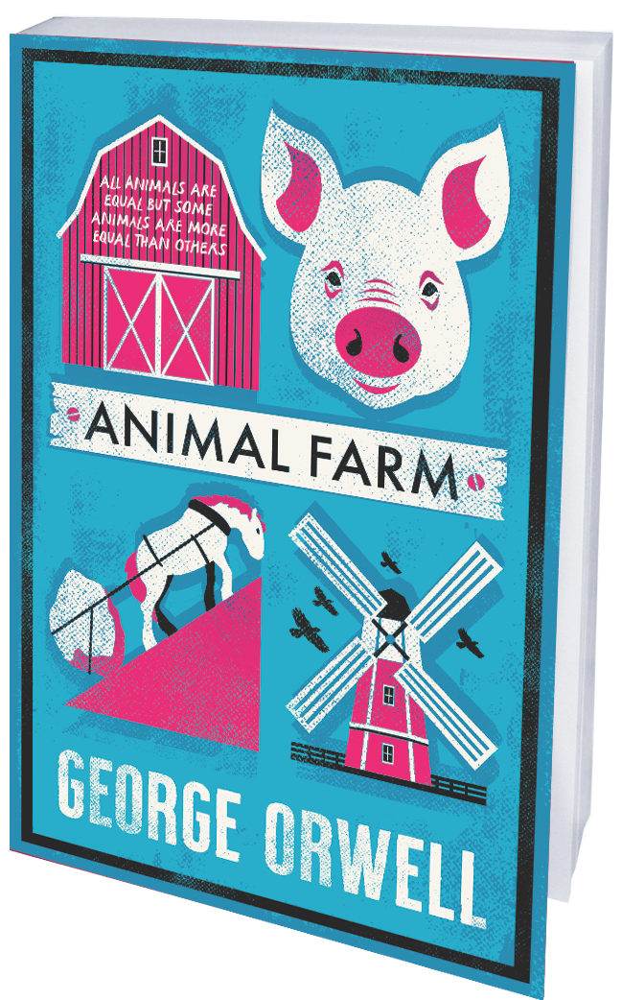 ALL ANIMALS ARE
EQUAL BUT SOME
ANIMALS ARE MORE
EQUAL THAN OTHERS
ANIMAL FARM
GEORGE ORWELL